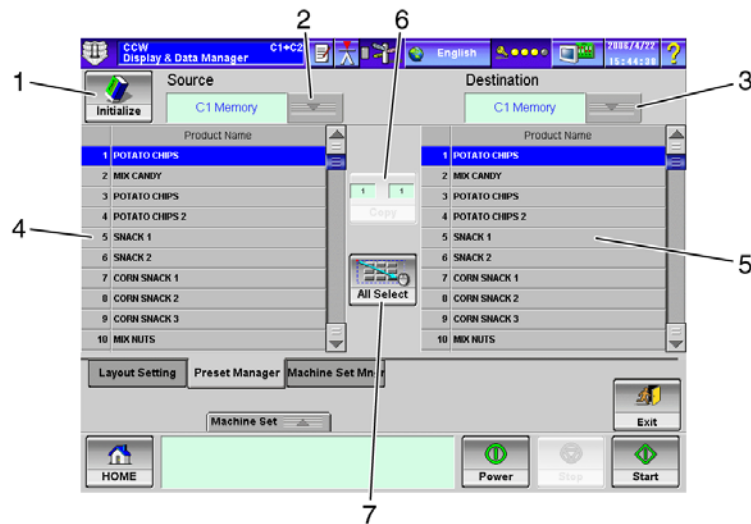 2
6
CCW
Display & Data Manager
C1+C2
English
2006/4/22
15:44:30
?
1
Initialize
Source
C1 Memory
Destination
C1 Memory
3
Product Name
1 POTATO CHIPS
2 MIX CANDY
3 POTATO CHIPS
4 POTATO CHIPS 2
5 SNACK 1
6 SNACK 2
7 CORN SNACK 1
8 CORN SNACK 2
9 CORN SNACK 3
10 MIX NUTS
4
1 1
Copy
All Select
Product Name
1 POTATO CHIPS
2 MIX CANDY
3 POTATO CHIPS
4 POTATO CHIPS 2
5 SNACK 1
6 SNACK 2
7 CORN SNACK 1
8 CORN SNACK 2
9 CORN SNACK 3
10 MIX NUTS
5
Layout Setting
Preset Manager
Machine Set Mngr
Machine Set
Exit
HOME
Power
Stop
Start
7